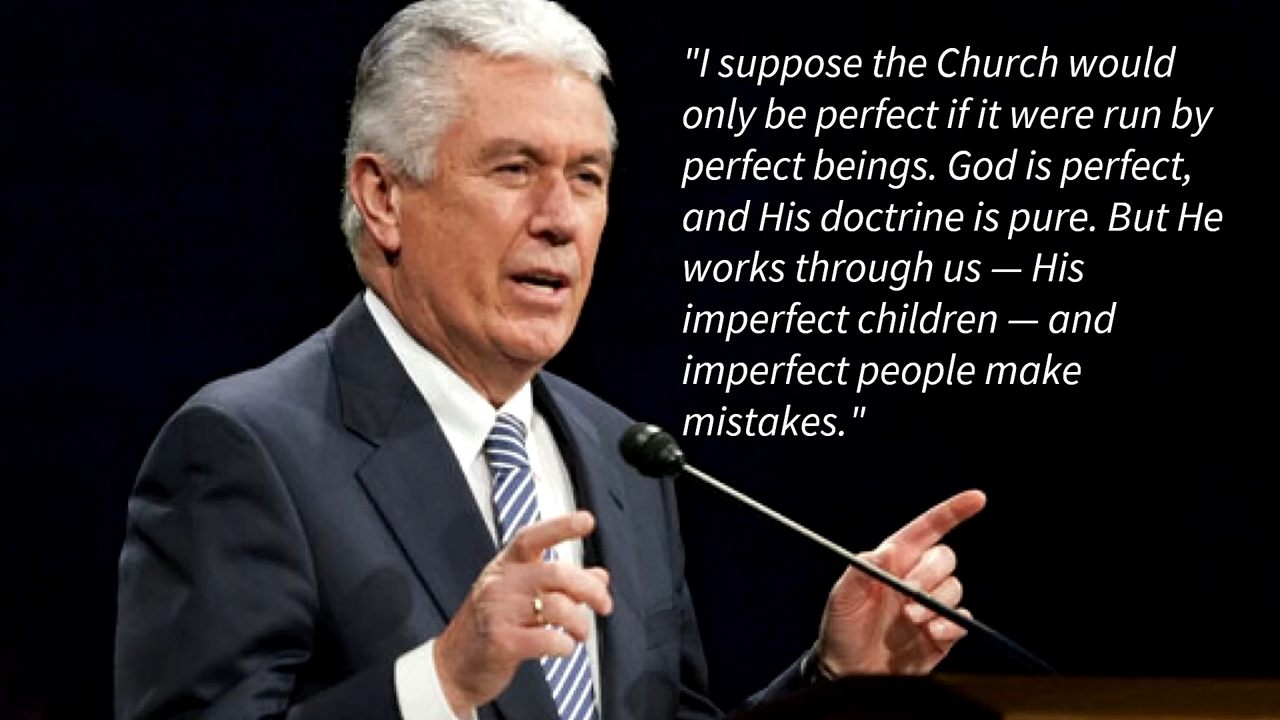 "I suppose the Church would
only be perfect if it were run by
perfect beings. God is perfect,
and His doctrine is pure. But He
works through us — His
imperfect children — and
imperfect people make
mistakes."